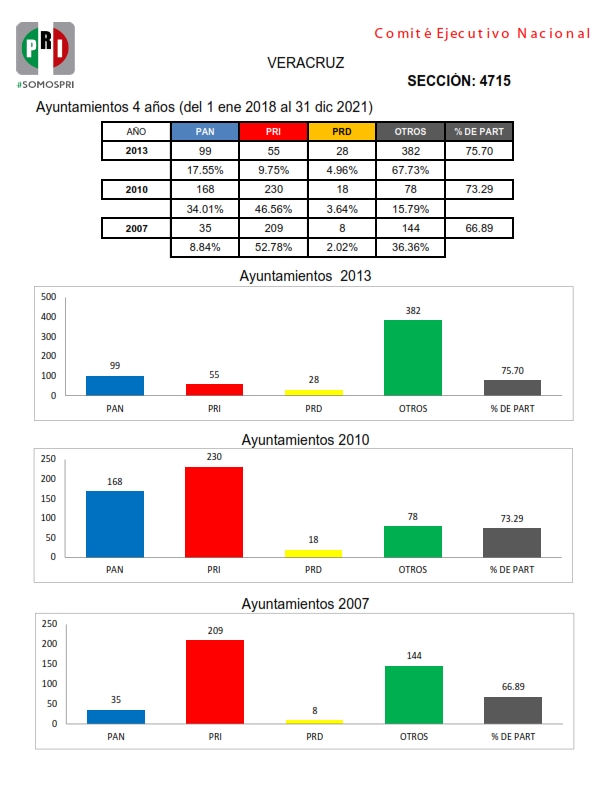 Comité Ejecutivo Nacional
PRI
#SOMOSPRI
VERACRUZ
SECCIÓN: 4715
Ayuntamientos 4 años (del 1 ene 2018 al 31 dic 2021)
AÑO PAN PRI PRD OTROS % DE PART
2013 99 55 28 382 75.70
17.55% 9.75% 4.96% 67.73%
2010 168 230 18 78 73.29
34.01% 46.56% 3.64% 15.79%
2007 35 209 8 144 66.89
8.84% 52.78% 2.02% 36.36%
Ayuntamientos 2013
500
400
300
200
100
0
99 55 28 382 75.70
PAN PRI PRD OTROS % DE PART
Ayuntamientos 2010
250
200
150
100
50
0
168 230 18 78 73.29
PAN PRI PRD OTROS % DE PART
Ayuntamientos 2007
250
200
150
100
50
0
35 209 8 144 66.89
PAN PRI PRD OTROS % DE PART